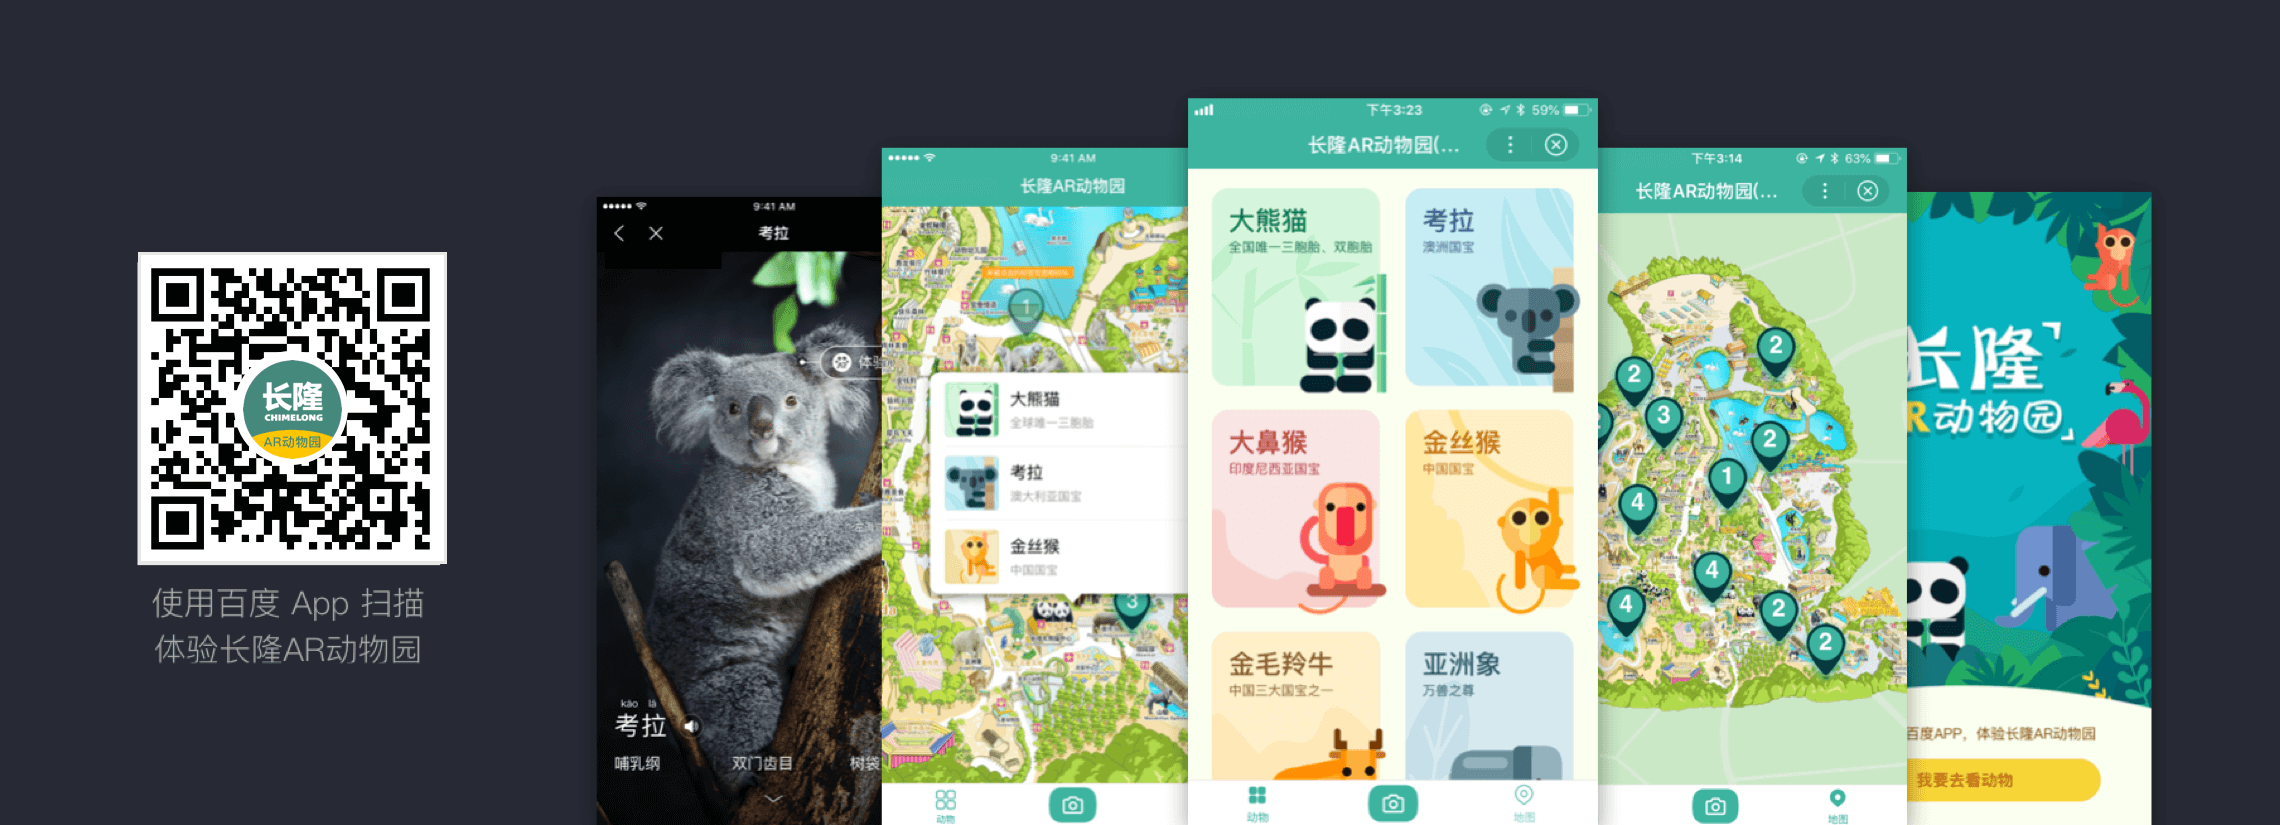 长隆
CHIMELONG
AR动物园
使用百度 App 扫描
体验长隆AR动物园
9:41 AM
考拉
体验
kǎo lā
考拉
哺乳纲
双门齿目
树袋
9:41 AM
长隆AR动物园
1
大熊猫
全球唯一三胞胎
考拉
澳大利亚国宝
金丝猴
中国国宝
3
动物
下午3:23
59%
长隆AR动物园(...
大熊猫
全国唯一三胞胎、双胞胎
考拉
澳洲国宝
大鼻猴
印度尼西亚国宝
金丝猴
中国国宝
金毛羚牛
中国三大国宝之一
亚洲象
万兽之尊
动物
地图
下午3:14
63%
长隆AR动物园(...
2
2
3
2
1
4
4
4
2
2
地图
长隆
R动物园
百度APP，体验长隆AR动物园
我要去看动物